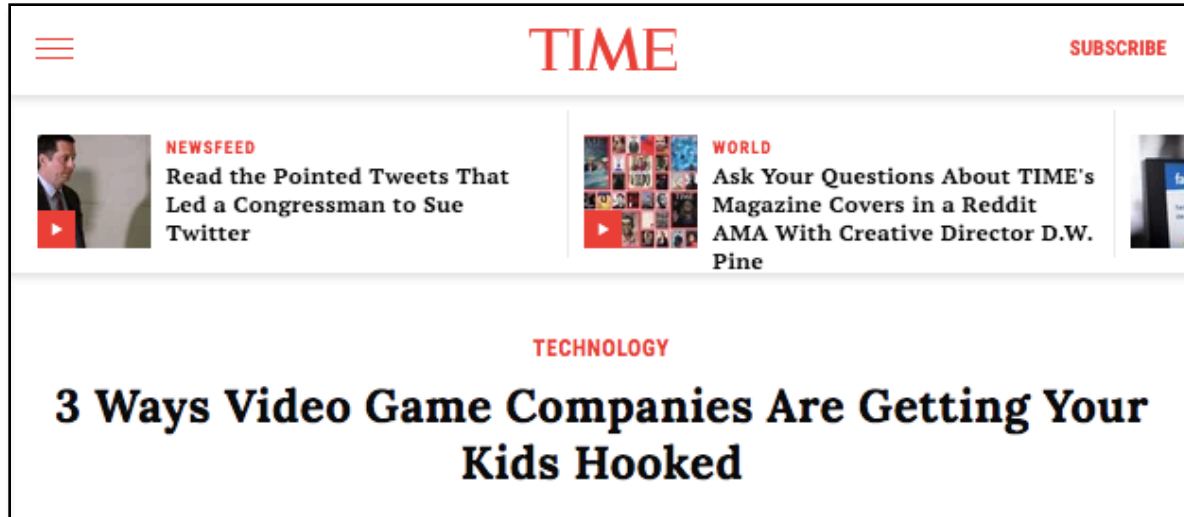 TIME
SUBSCRIBE
NEWSFEED
Read the Pointed Tweets That
Led a Congressman to Sue
Twitter
WORLD
Ask Your Questions About TIME's
Magazine Covers in a Reddit
AMA With Creative Director D.W.
Pine
TECHNOLOGY
3 Ways Video Game Companies Are Getting Your
Kids Hooked